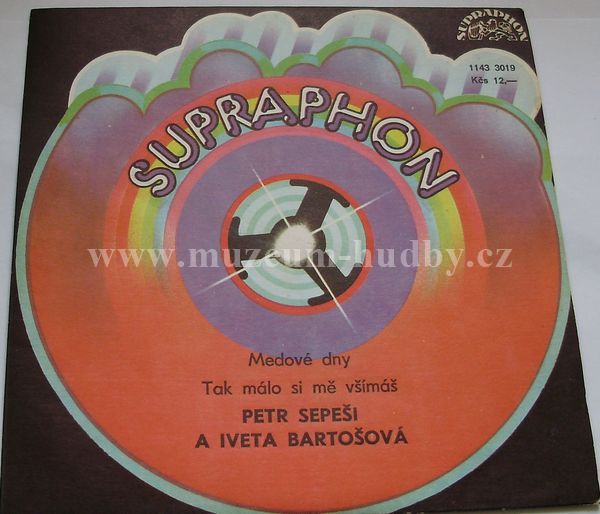 SUPRAPHON
1143 3019
Kčs 12,—
SUPRAPHON
www.muzeum-hudby.cz
Medové dny
Tak málo si mě všímáš
PETR SEPEŠI
A IVETA BARTOŠOVÁ